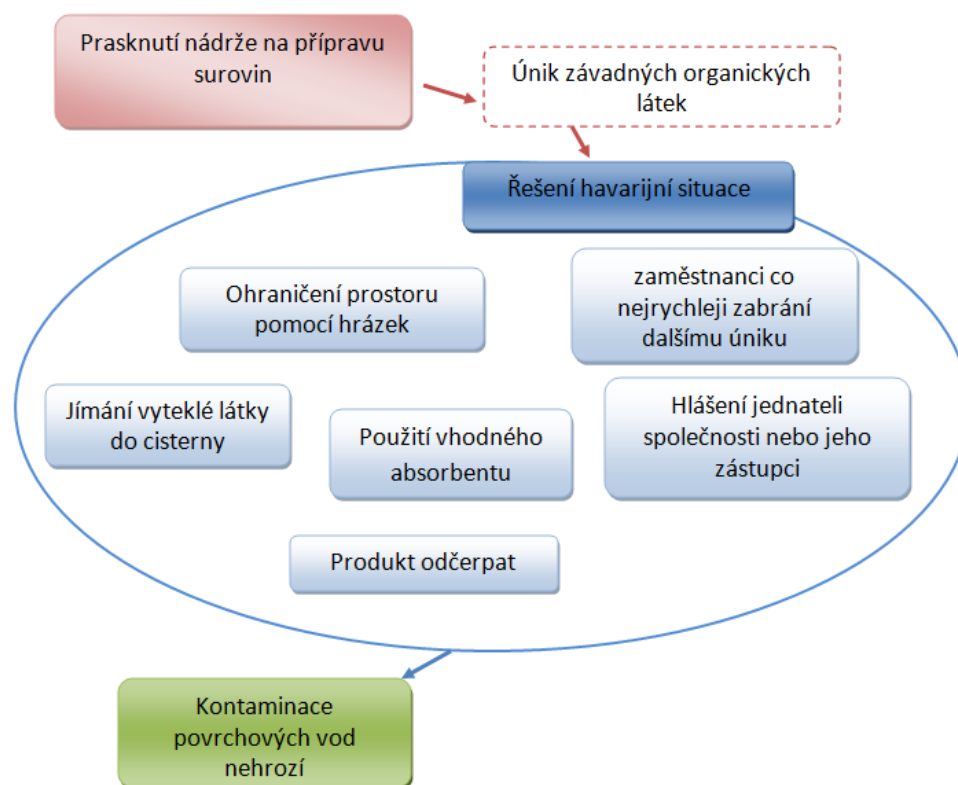 Prasknutí nádrže na přípravu
surovin
Únik závadných organických
látek
Řešení havarijní situace
Ohraničení prostoru
pomocí hrázek
zaměstnanci co
nejrychleji zabrání
dalšímu úniku
Jímání vyteklé látky
do cisterny
Použití vhodného
absorbentu
Hlášení jednateli
společnosti nebo jeho
zástupci
Produkt odčerpat
Kontaminace
povrchových vod
nehrozí